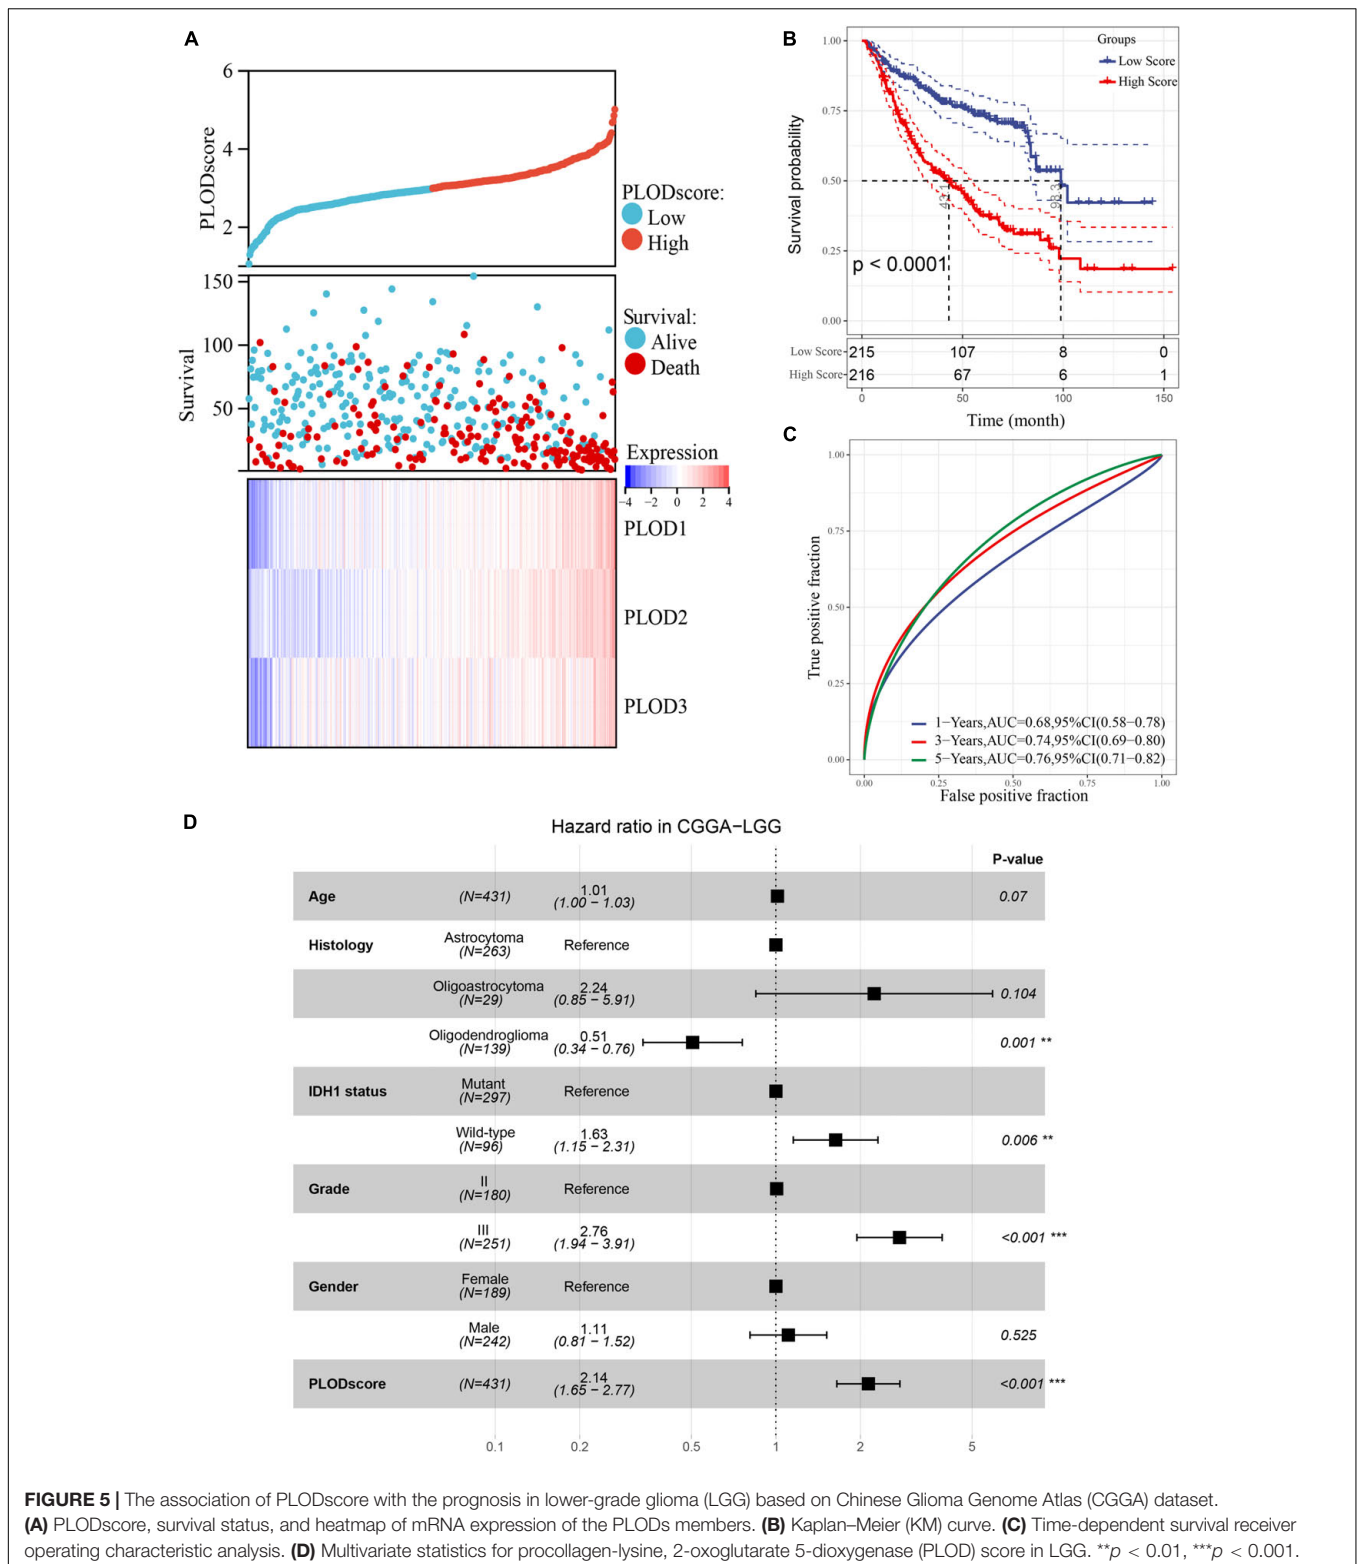 A
6
4
2
PLODscore
PLODscore:
Low
High
150
100
50
Survival
Survival:
Alive
Death
Expression
−4 −2 0 2 4
PLOD1
PLOD2
PLOD3
B
Groups
Low Score
High Score
1.00
0.75
0.50
0.25
0.00
Survival probability
p < 0.0001
Low Score 215 107 8 0
High Score 216 67 6 1
0 50 100 150
Time (month)
C
1.00
0.75
0.50
0.25
0.00
True positive fraction
1−Years,AUC=0.68,95%CI(0.58−0.78)
3−Years,AUC=0.74,95%CI(0.69−0.80)
5−Years,AUC=0.76,95%CI(0.71−0.82)
0.00 0.25 0.50 0.75 1.00
False positive fraction
D
Hazard ratio in CGGA−LGG
P-value
Age (N=431) 1.01 (1.00 − 1.03) 0.07
Histology Astrocytoma (N=263) Reference
Oligoastrocytoma (N=29) 2.24 (0.85 − 5.91) 0.104
Oligodendroglioma (N=139) 0.51 (0.34 − 0.76) 0.001 **
IDH1 status Mutant (N=297) Reference
Wild-type (N=96) 1.63 (1.15 − 2.31) 0.006 **
Grade II (N=180) Reference
III (N=251) 2.76 (1.94 − 3.91) <0.001 ***
Gender Female (N=189) Reference
Male (N=242) 1.11 (0.81 − 1.52) 0.525
PLODscore (N=431) 2.14 (1.65 − 2.77) <0.001 ***
0.1 0.2 0.5 1 2 5
FIGURE 5 | The association of PLODscore with the prognosis in lower-grade glioma (LGG) based on Chinese Glioma Genome Atlas (CGGA) dataset.
(A) PLODscore, survival status, and heatmap of mRNA expression of the PLODs members. (B) Kaplan–Meier (KM) curve. (C) Time-dependent survival receiver
operating characteristic analysis. (D) Multivariate statistics for procollagen-lysine, 2-oxoglutarate 5-dioxygenase (PLOD) score in LGG. **p < 0.01, ***p < 0.001.